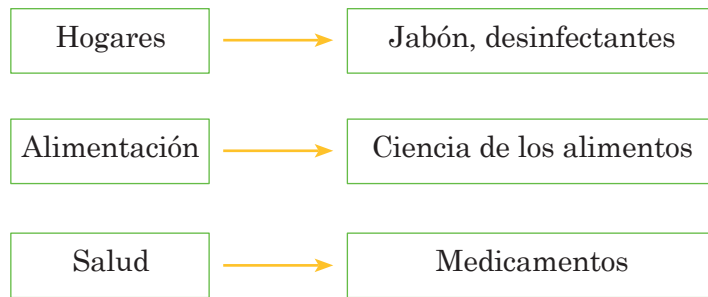 Hogares
Jabón, desinfectantes
Alimentación
Ciencia de los alimentos
Salud
Medicamentos